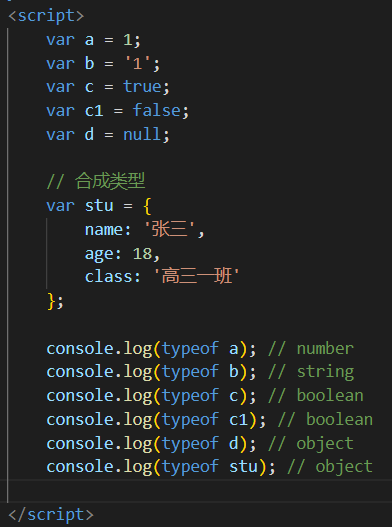 <script>
var a = 1;
var b = '1';
var c = true;
var c1 = false;
var d = null;
// 合成类型
var stu = {
name: '张三',
age: 18,
class: '高三一班'
};
console.log(typeof a); // number
console.log(typeof b); // string
console.log(typeof c); // boolean
console.log(typeof c1); // boolean
console.log(typeof d); // object
console.log(typeof stu); // object
</script>